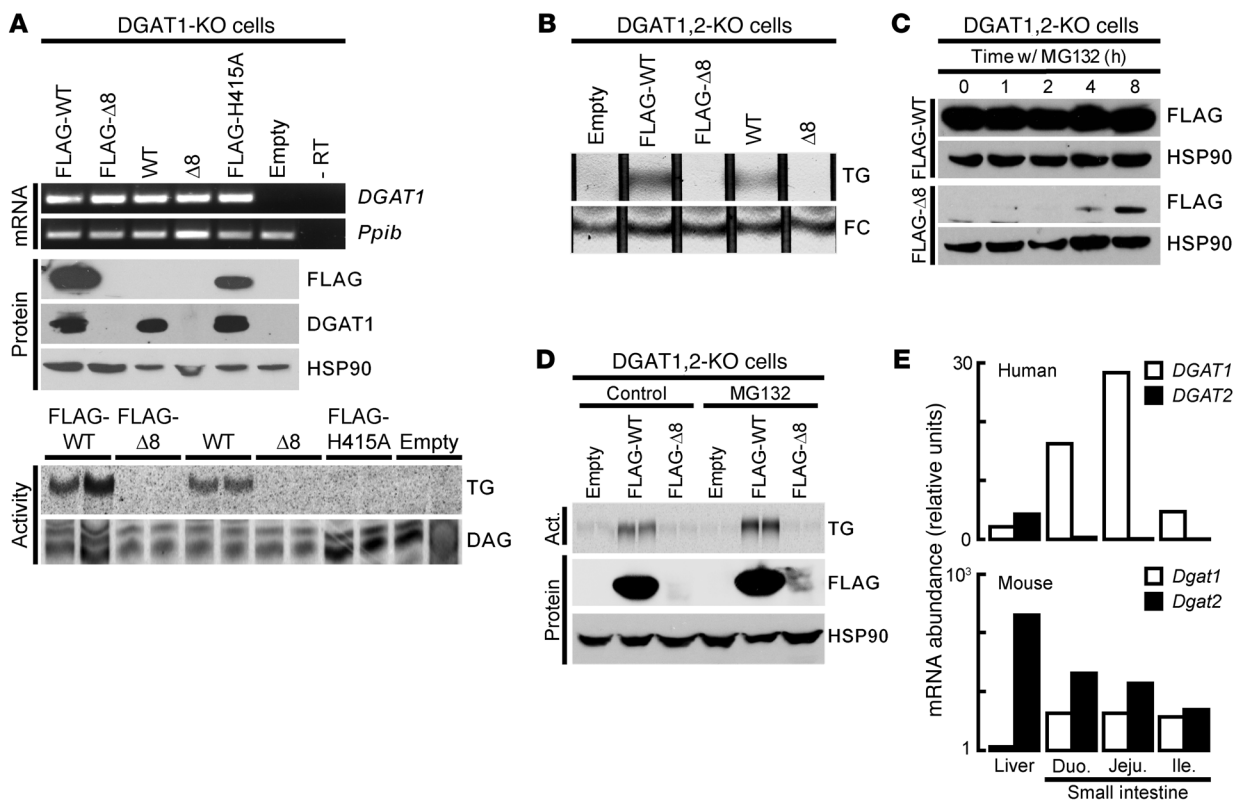 A
DGAT1-KO cells
FLAG-WT
FLAG-Δ8
WT
Δ8
FLAG-H415A
Empty
- RT
mRNA
DGAT1
Ppib
Protein
FLAG
DGAT1
HSP90
FLAG-WT
FLAG-Δ8
WT
Δ8
FLAG-H415A
Empty
Activity
TG
DAG
B
DGAT1,2-KO cells
Empty
FLAG-WT
FLAG-Δ8
WT
Δ8
TG
FC
C
DGAT1,2-KO cells
Time w/ MG132 (h)
0 1 2 4 8
FLAG-WT
FLAG
HSP90
FLAG-Δ8
FLAG
HSP90
D
DGAT1,2-KO cells
Control MG132
Empty
FLAG-WT
FLAG-Δ8
Empty
FLAG-WT
FLAG-Δ8
Act.
TG
Protein
FLAG
HSP90
E
mRNA abundance (relative units)
30
Human
DGAT1
DGAT2
0
10³
Mouse
Dgat1
Dgat2
1
Liver Duo. Jeju. Ile.
Small intestine